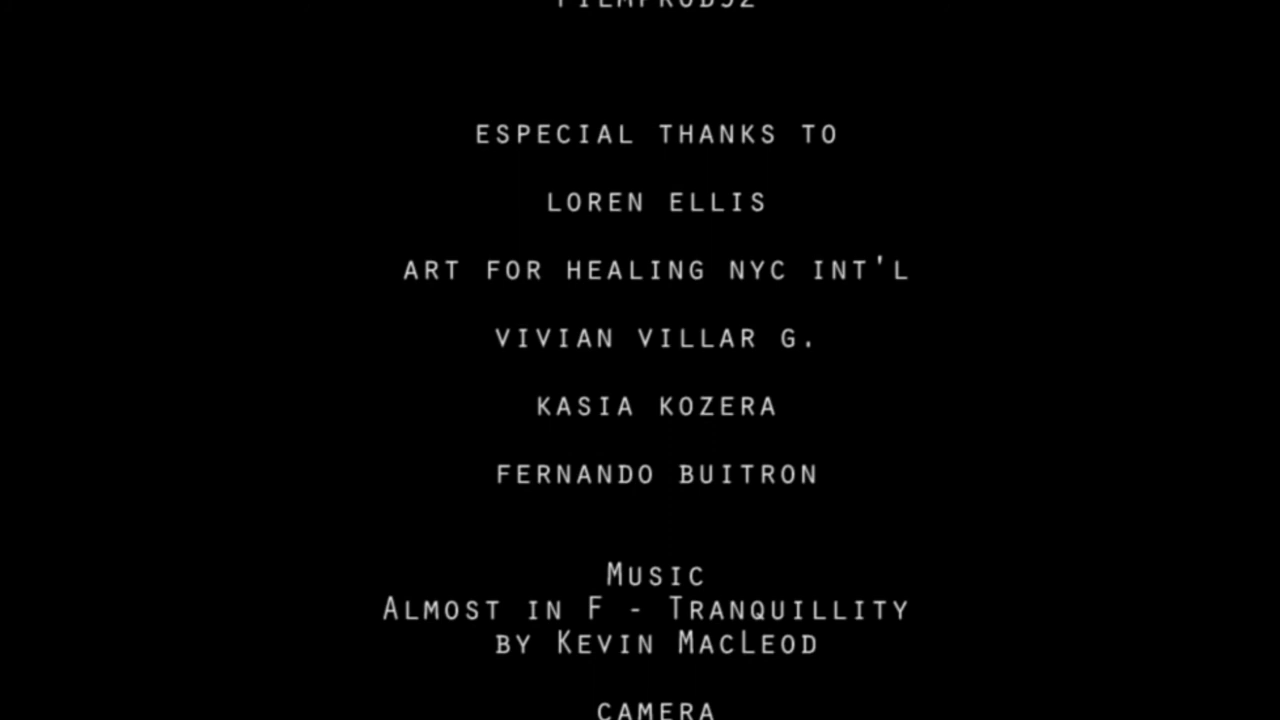 ESPECIAL THANKS TO
LOREN ELLIS
ART FOR HEALING NYC INT'L
VIVIAN VILLAR G.
KASIA KOZERA
FERNANDO BUITRON
MUSIC
ALMOST IN F - TRANQUILLITY
BY KEVIN MACLEOD
CAMERA